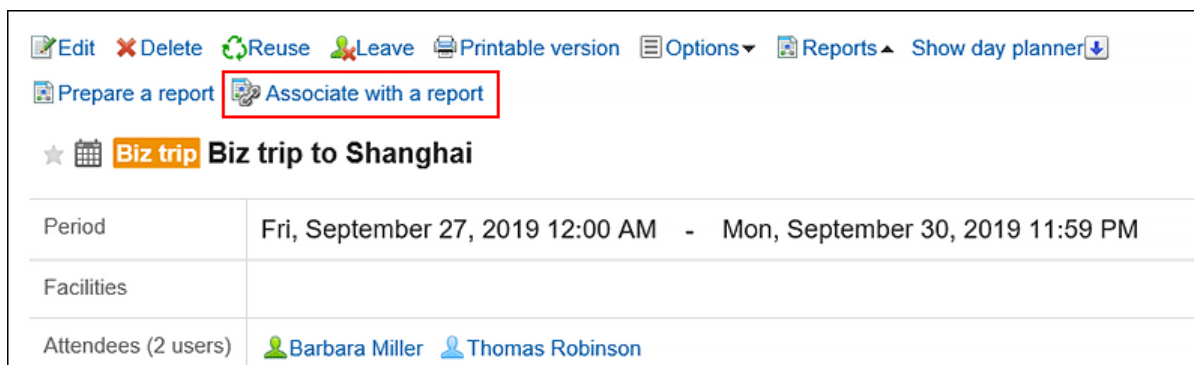 Edit Delete Reuse Leave Printable version Options Reports Show day planner
Prepare a report Associate with a report
Biz trip Biz trip to Shanghai
Period Fri, September 27, 2019 12:00 AM - Mon, September 30, 2019 11:59 PM
Facilities
Attendees (2 users) Barbara Miller Thomas Robinson